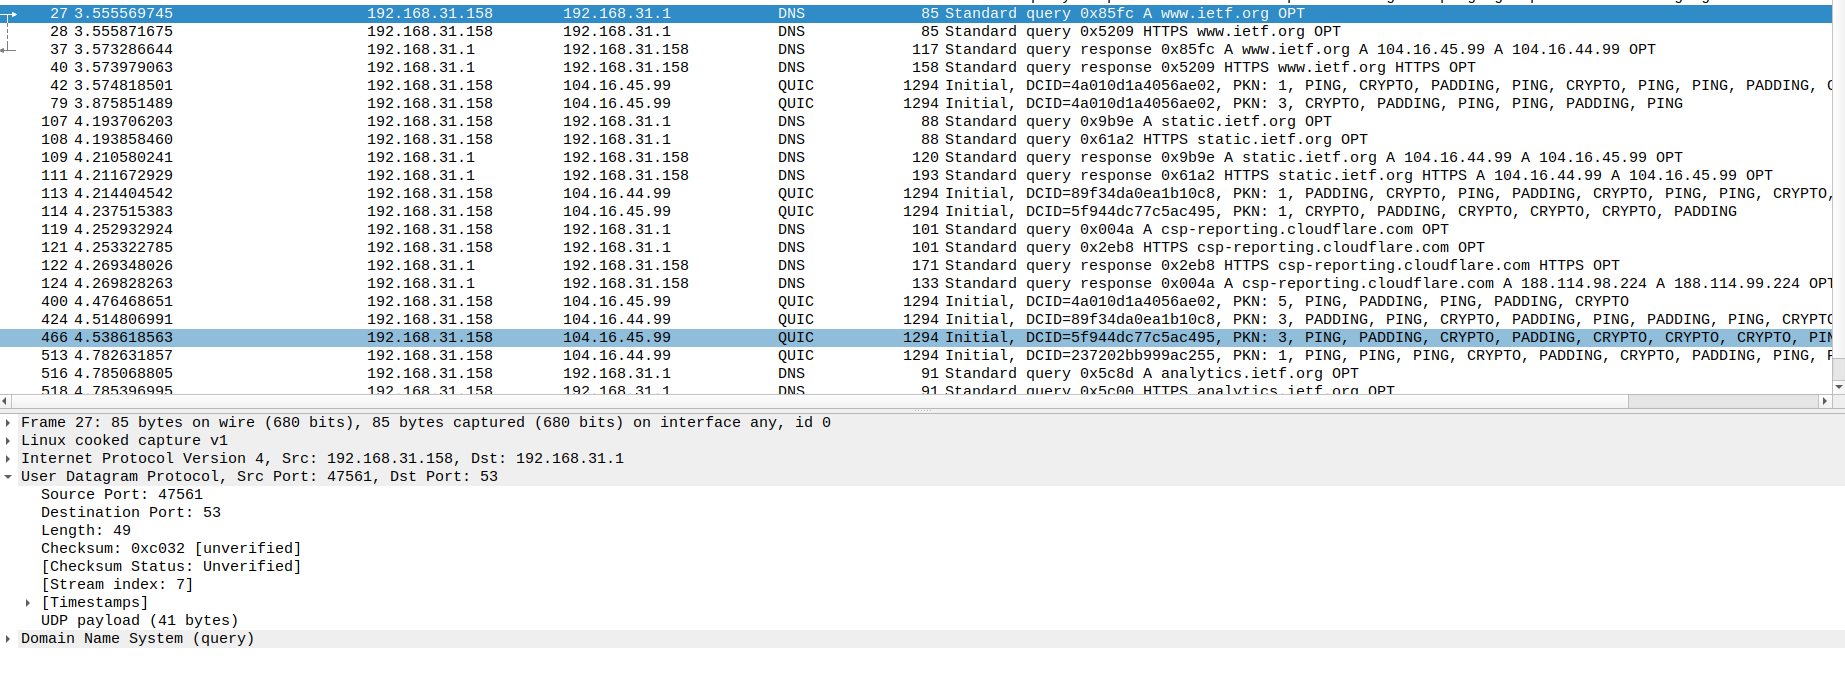 27 3.555569745 192.168.31.158 192.168.31.1 DNS 85 Standard query 0x85fc A www.ietf.org OPT
28 3.555871675 192.168.31.158 192.168.31.1 DNS 85 Standard query 0x5209 HTTPS www.ietf.org OPT
37 3.573286644 192.168.31.1 192.168.31.158 DNS 117 Standard query response 0x85fc A www.ietf.org A 104.16.45.99 A 104.16.44.99 OPT
40 3.573979063 192.168.31.1 192.168.31.158 DNS 158 Standard query response 0x5209 HTTPS www.ietf.org HTTPS OPT
42 3.574818501 192.168.31.158 104.16.45.99 QUIC 1294 Initial, DCID=4a010d1a4056ae02, PKN: 1, PING, CRYPTO, PADDING, PING, CRYPTO, PING, PING, PADDING,
79 3.875851489 192.168.31.158 104.16.45.99 QUIC 1294 Initial, DCID=4a010d1a4056ae02, PKN: 3, CRYPTO, PADDING, PING, PING, PADDING, PING
107 4.193706203 192.168.31.158 192.168.31.1 DNS 88 Standard query 0x9b9e A static.ietf.org OPT
108 4.193858460 192.168.31.158 192.168.31.1 DNS 88 Standard query 0x61a2 HTTPS static.ietf.org OPT
109 4.210580241 192.168.31.1 192.168.31.158 DNS 120 Standard query response 0x9b9e A static.ietf.org A 104.16.44.99 A 104.16.45.99 OPT
111 4.211672929 192.168.31.1 192.168.31.158 DNS 193 Standard query response 0x61a2 HTTPS static.ietf.org HTTPS A 104.16.44.99 A 104.16.45.99 OPT
113 4.214404542 192.168.31.158 104.16.44.99 QUIC 1294 Initial, DCID=89f34da0ea1b10c8, PKN: 1, PADDING, CRYPTO, PING, PADDING, CRYPTO, PING, PING, CRYPTO,
114 4.237515383 192.168.31.158 104.16.45.99 QUIC 1294 Initial, DCID=5f944dc77c5ac495, PKN: 1, CRYPTO, PADDING, CRYPTO, CRYPTO, CRYPTO, PADDING
119 4.252932924 192.168.31.158 192.168.31.1 DNS 101 Standard query 0x004a A csp-reporting.cloudflare.com OPT
121 4.253322785 192.168.31.158 192.168.31.1 DNS 101 Standard query 0x2eb8 HTTPS csp-reporting.cloudflare.com OPT
122 4.269348026 192.168.31.1 192.168.31.158 DNS 171 Standard query response 0x2eb8 HTTPS csp-reporting.cloudflare.com HTTPS OPT
124 4.269828263 192.168.31.1 192.168.31.158 DNS 133 Standard query response 0x004a A csp-reporting.cloudflare.com A 188.114.98.224 A 188.114.99.224 OPT
400 4.476468651 192.168.31.158 104.16.45.99 QUIC 1294 Initial, DCID=4a010d1a4056ae02, PKN: 5, PING, PADDING, PING, PADDING, CRYPTO
424 4.514806991 192.168.31.158 104.16.44.99 QUIC 1294 Initial, DCID=89f34da0ea1b10c8, PKN: 3, PADDING, PING, CRYPTO, PADDING, PING, PADDING, PING, CRYPTO
466 4.538618563 192.168.31.158 104.16.45.99 QUIC 1294 Initial, DCID=5f944dc77c5ac495, PKN: 3, PING, PADDING, CRYPTO, PADDING, CRYPTO, CRYPTO, CRYPTO, PIN
513 4.782631857 192.168.31.158 104.16.44.99 QUIC 1294 Initial, DCID=237202bb999ac255, PKN: 1, PING, PING, PING, CRYPTO, PADDING, CRYPTO, PADDING, PING,
516 4.785068805 192.168.31.158 192.168.31.1 DNS 91 Standard query 0x5c8d A analytics.ietf.org OPT
518 4.785396995 192.168.31.158 192.168.31.1 DNS 91 Standard query 0x5c00 HTTPS analytics.ietf.org OPT
Frame 27: 85 bytes on wire (680 bits), 85 bytes captured (680 bits) on interface any, id 0
Linux cooked capture v1
Internet Protocol Version 4, Src: 192.168.31.158, Dst: 192.168.31.1
User Datagram Protocol, Src Port: 47561, Dst Port: 53
Source Port: 47561
Destination Port: 53
Length: 49
Checksum: 0xc032 [unverified]
[Checksum Status: Unverified]
[Stream index: 7]
[Timestamps]
UDP payload (41 bytes)
Domain Name System (query)